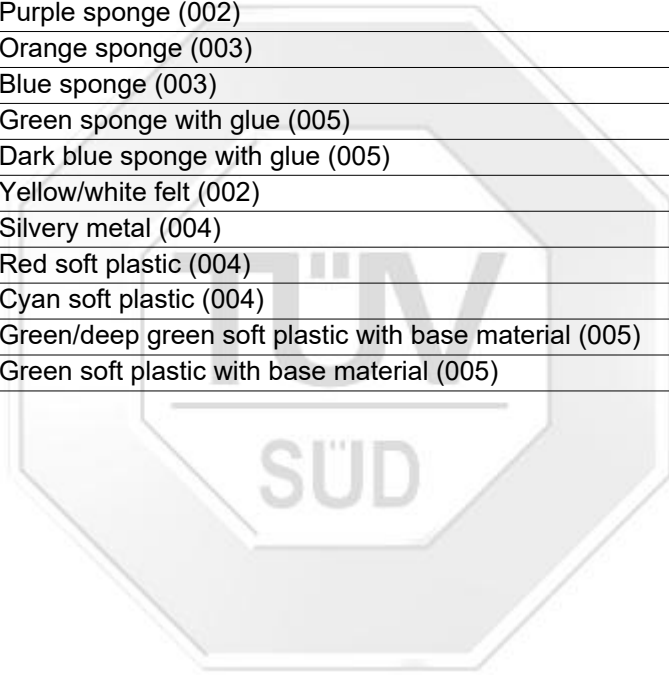 Purple sponge (002)
Orange sponge (003)
Blue sponge (003)
Green sponge with glue (005)
Dark blue sponge with glue (005)
Yellow/white felt (002)
Silvery metal (004)
Red soft plastic (004)
Cyan soft plastic (004)
Green/deep green soft plastic with base material (005)
Green soft plastic with base material (005)
TÜV
SÜD